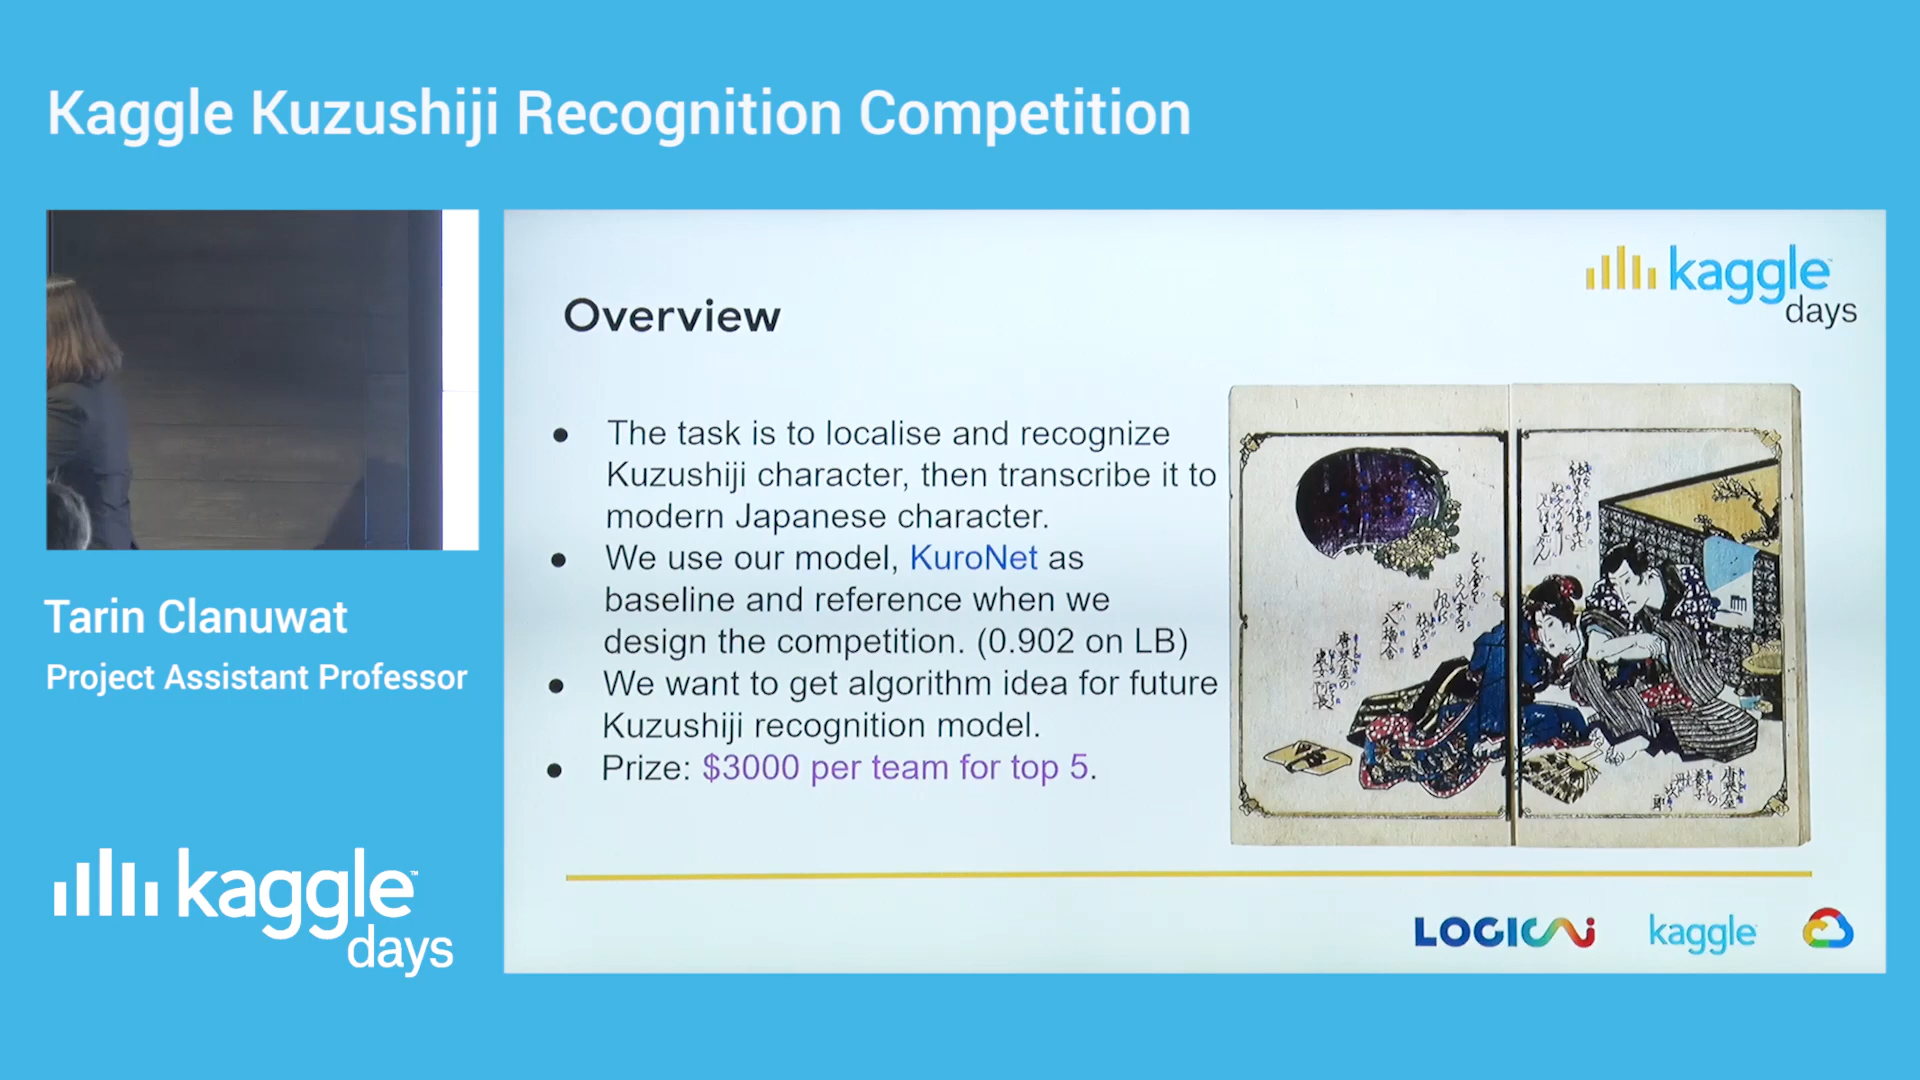 Kaggle Kuzushiji Recognition Competition
Tarin Clanuwat
Project Assistant Professor
kaggle
days
kaggle
days
Overview
● The task is to localise and recognize
Kuzushiji character, then transcribe it to
modern Japanese character.
● We use our model, KuroNet as
baseline and reference when we
design the competition. (0.902 on LB)
● We want to get algorithm idea for future
Kuzushiji recognition model.
● Prize: $3000 per team for top 5.
LOGICAi
kaggle